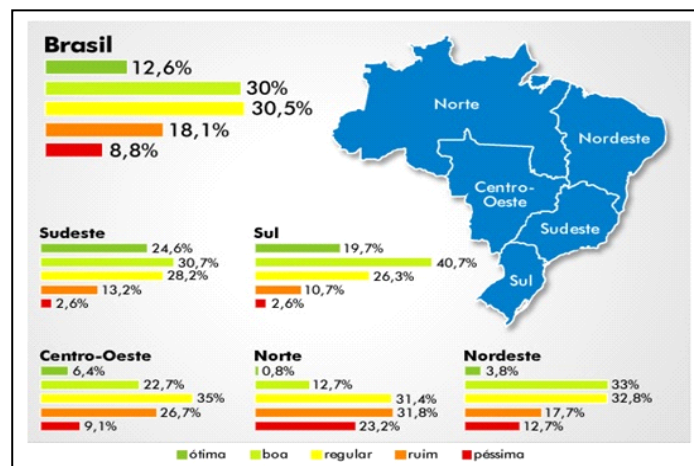 Brasil
12,6%
30%
30,5%
18,1%
8,8%
Norte
Nordeste
Centro-
Oeste
Sudeste
Sul
Sudeste
24,6%
30,7%
28,2%
13,2%
2,6%
Sul
19,7%
40,7%
26,3%
10,7%
2,6%
Centro-Oeste
6,4%
22,7%
35%
26,7%
9,1%
Norte
0,8%
12,7%
31,4%
31,8%
23,2%
Nordeste
3,8%
33%
32,8%
17,7%
12,7%
ótima boa regular ruim péssima